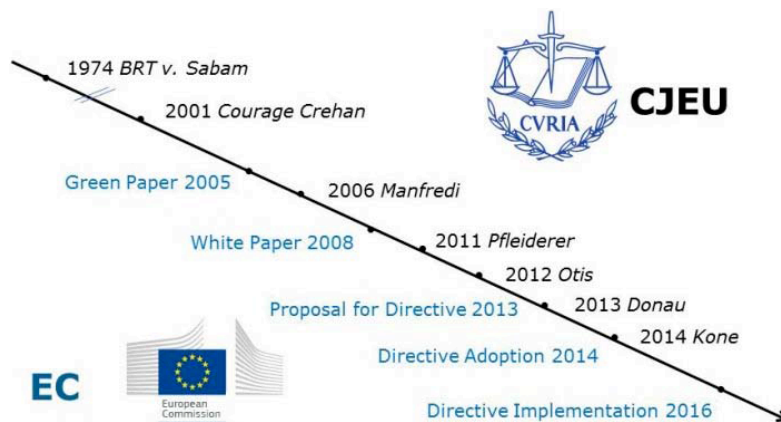 1974 BRT v. Sabam
CVRIA
CJEU
2001 Courage Crehan
Green Paper 2005
2006 Manfredi
White Paper 2008
2011 Pfleiderer
2012 Otis
Proposal for Directive 2013
2013 Donau
2014 Kone
Directive Adoption 2014
EC
European
Commission
Directive Implementation 2016